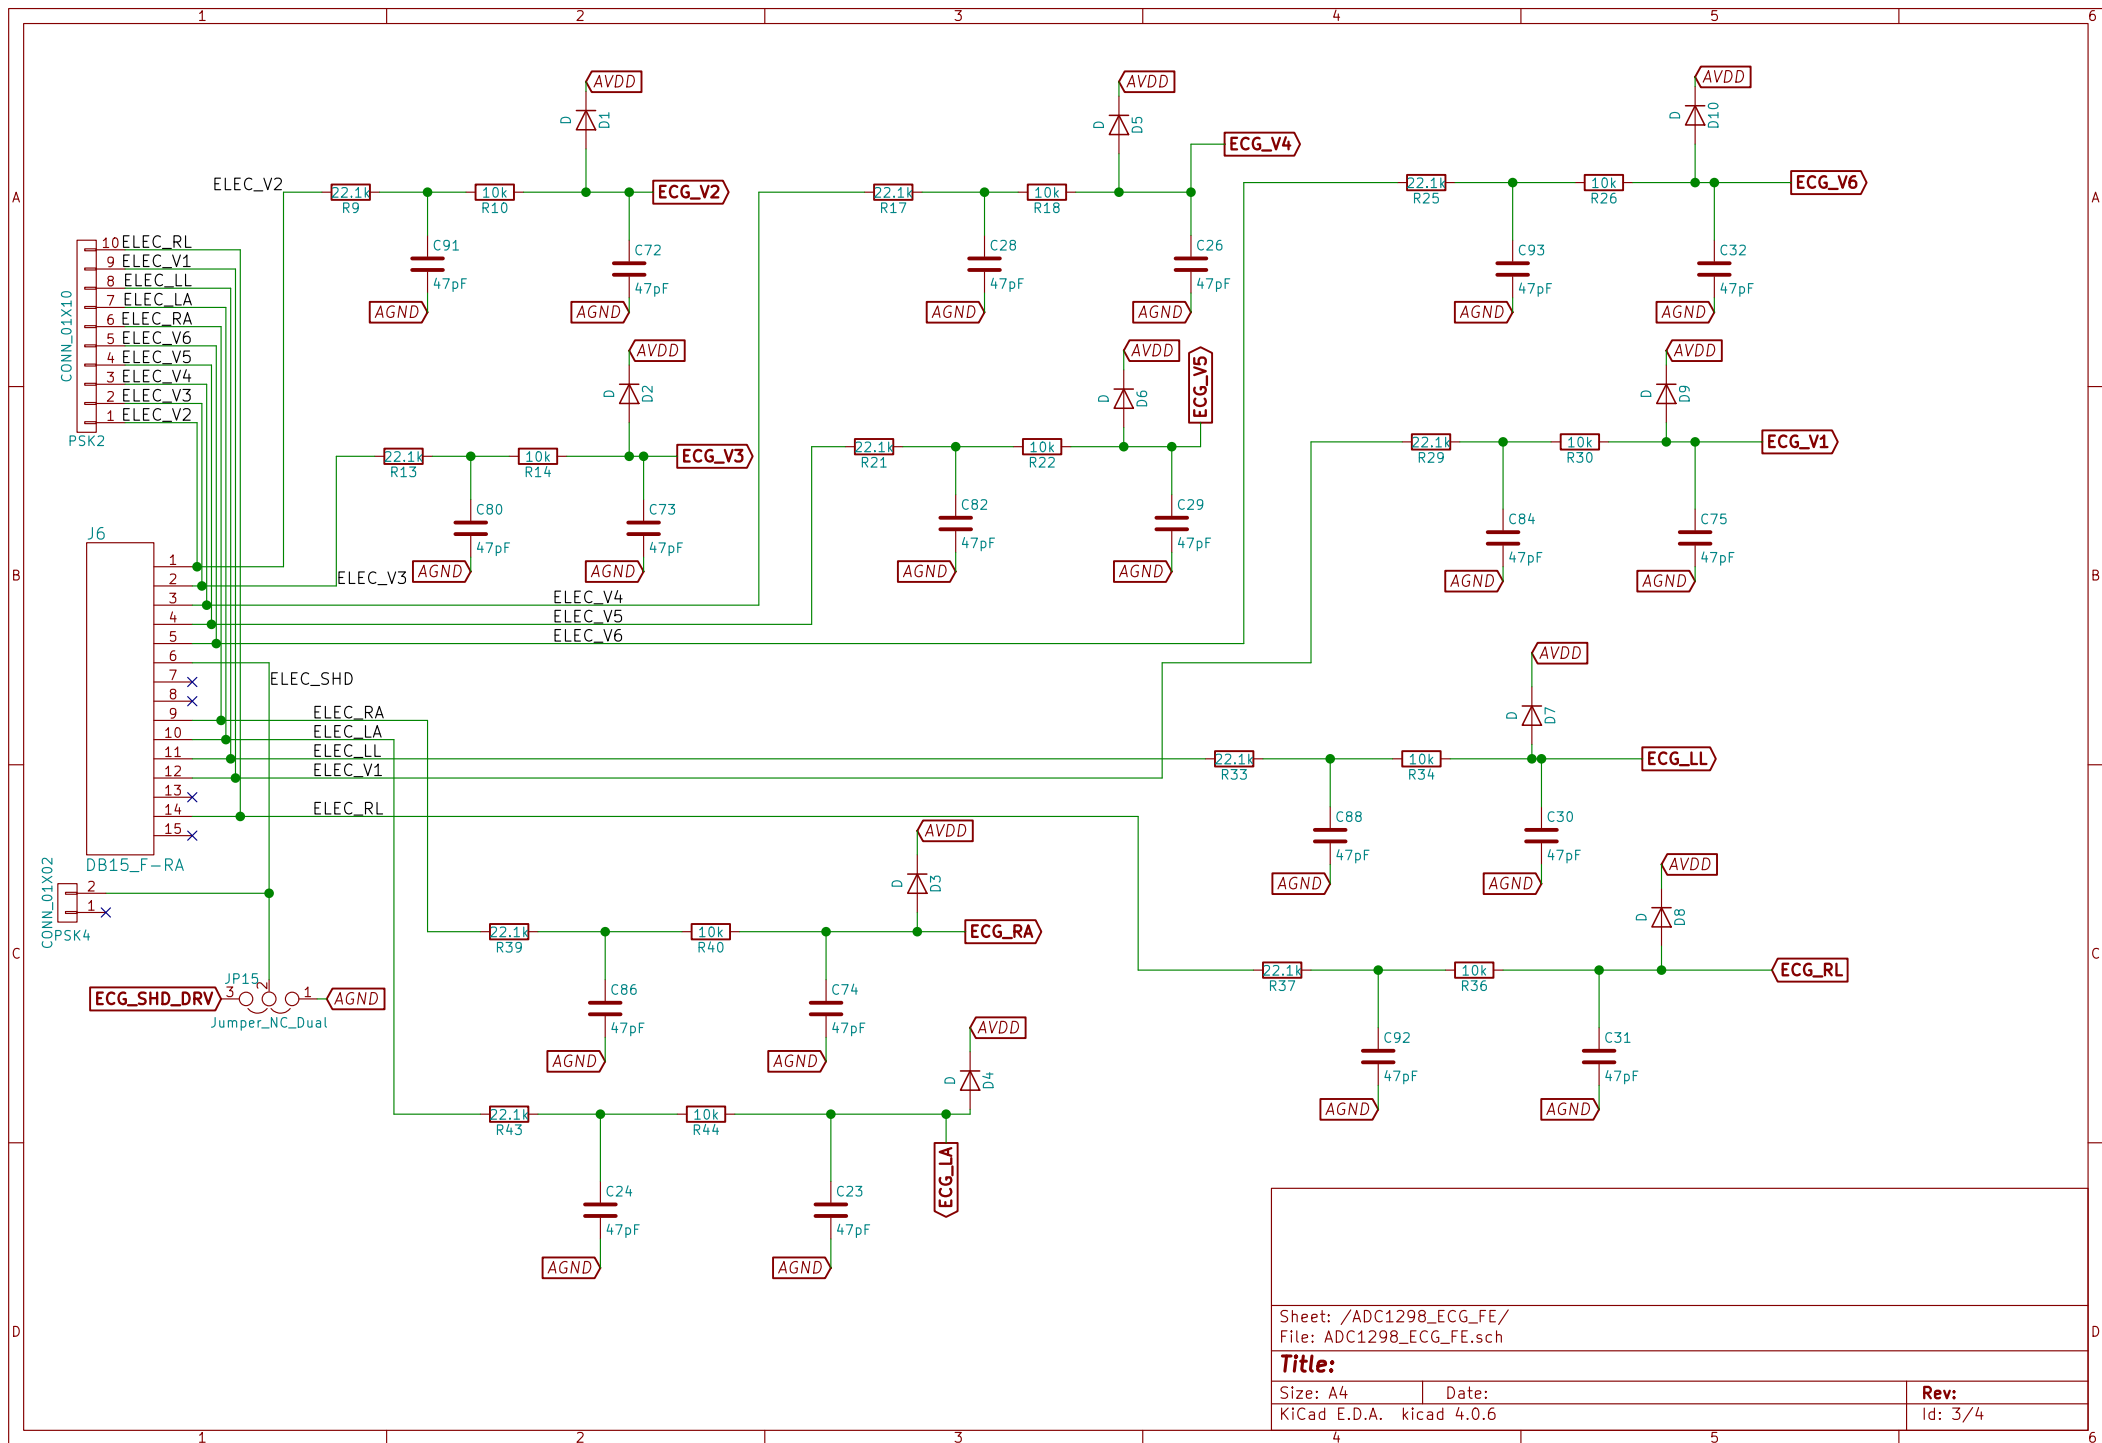 1 2 3 4 5 6
A
B
C
D
A
B
C
D
1 2 3 4 5 6
ELEC_V2
22.1k
R9
10k
R10
AVDD
D
D1
ECG_V2
C91
47pF
AGND
C72
47pF
AGND
22.1k
R17
10k
R18
AVDD
D
D5
ECG_V4
C28
47pF
AGND
C26
47pF
AGND
22.1k
R25
10k
R26
AVDD
D
D10
ECG_V6
C93
47pF
AGND
C32
47pF
AGND
CONN_01X10
10 ELEC_RL
9 ELEC_V1
8 ELEC_LL
7 ELEC_LA
6 ELEC_RA
5 ELEC_V6
4 ELEC_V5
3 ELEC_V4
2 ELEC_V3
1 ELEC_V2
PSK2
22.1k
R13
10k
R14
AVDD
D
D2
ECG_V3
C80
47pF
AGND
C73
47pF
AGND
22.1k
R21
10k
R22
AVDD
D
D6
ECG_V5
C82
47pF
AGND
C29
47pF
AGND
22.1k
R29
10k
R30
AVDD
D
D9
ECG_V1
C84
47pF
AGND
C75
47pF
AGND
J6
1
2
3
4
5
6
7
8
9
10
11
12
13
14
15
DB15_F-RA
ELEC_V3
ELEC_V4
ELEC_V5
ELEC_V6
ELEC_SHD
ELEC_RA
ELEC_LA
ELEC_LL
ELEC_V1
ELEC_RL
22.1k
R33
10k
R34
AVDD
D
D7
ECG_LL
C88
47pF
AGND
C30
47pF
AGND
CONN_01X02
2
1
PSK4
JP15
ECG_SHD_DRV
3
2
1
AGND
Jumper_NC_Dual
22.1k
R39
10k
R40
AVDD
D
D3
ECG_RA
C86
47pF
AGND
C74
47pF
AGND
22.1k
R37
10k
R36
AVDD
D
D8
ECG_RL
C92
47pF
AGND
C31
47pF
AGND
22.1k
R43
10k
R44
AVDD
D
D4
ECG_LA
C24
47pF
AGND
C23
47pF
AGND
Sheet: /ADC1298_ECG_FE/
File: ADC1298_ECG_FE.sch
Title:
Size: A4 Date: Rev:
KiCad E.D.A. kicad 4.0.6 Id: 3/4